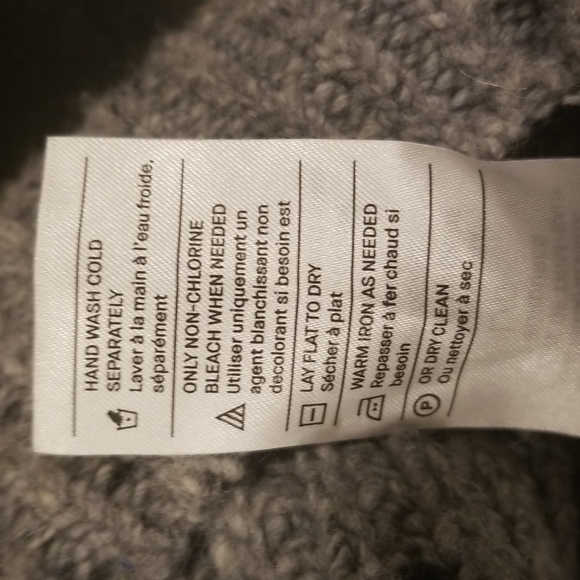 HAND WASH COLD
SEPARATELY
Laver à la main à l'eau froide,
séparément
ONLY NON-CHLORINE
BLEACH WHEN NEEDED
Utiliser uniquement un
agent blanchissant non
decolorant si besoin est
LAY FLAT TO DRY
Sécher à plat
WARM IRON AS NEEDED
Repasser à fer chaud si
besoin
P
OR DRY CLEAN
Ou nettoyer à sec